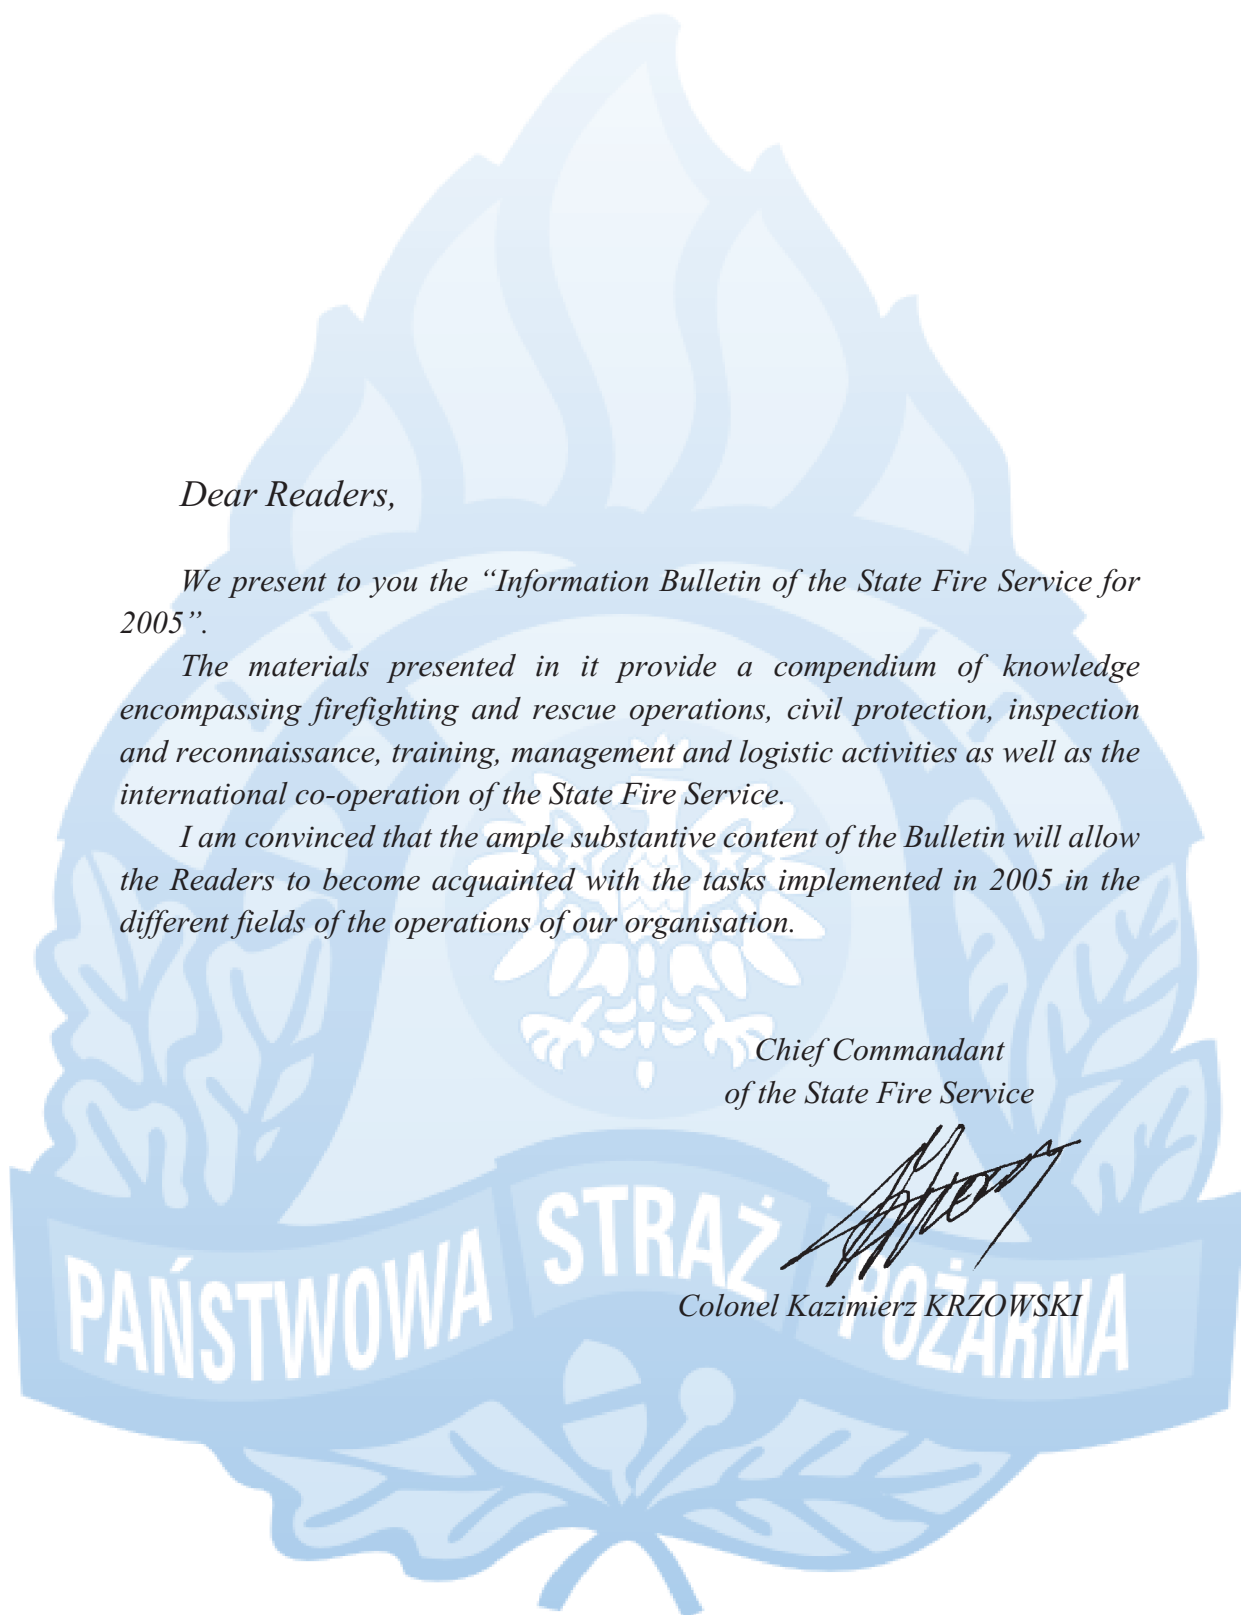 Dear Readers,
We present to you the “Information Bulletin of the State Fire Service for
2005”.
The materials presented in it provide a compendium of knowledge
encompassing firefighting and rescue operations, civil protection, inspection
and reconnaissance, training, management and logistic activities as well as the
international co-operation of the State Fire Service.
I am convinced that the ample substantive content of the Bulletin will allow
the Readers to become acquainted with the tasks implemented in 2005 in the
different fields of the operations of our organisation.
Chief Commandant
of the State Fire Service
Colonel Kazimierz KRZOWSKI
PAŃSTWOWA STRAŻ POŻARNA